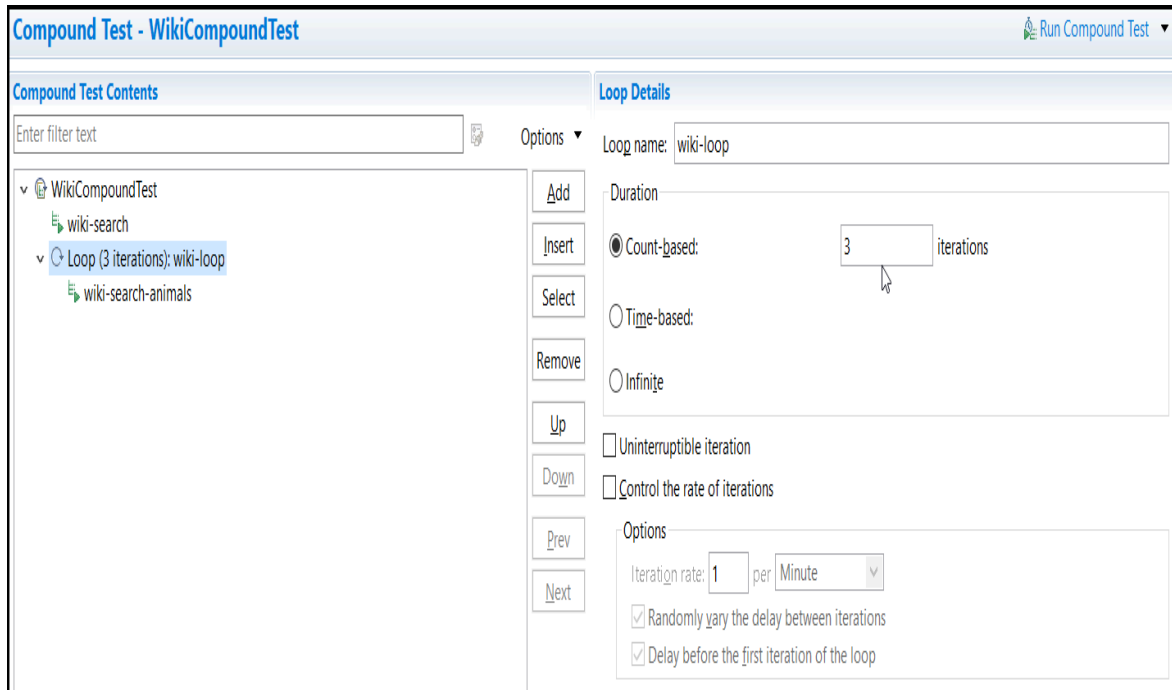 Compound Test - WikiCompoundTest
Run Compound Test
Compound Test Contents
Enter filter text
Options
WikiCompoundTest
wiki-search
Loop (3 iterations): wiki-loop
wiki-search-animals
Add
Insert
Select
Remove
Up
Down
Prev
Next
Loop Details
Loop name: wiki-loop
Duration
Count-based: 3 iterations
Time-based:
Infinite
Uninterruptible iteration
Control the rate of iterations
Options
Iteration rate: 1 per Minute
Randomly vary the delay between iterations
Delay before the first iteration of the loop